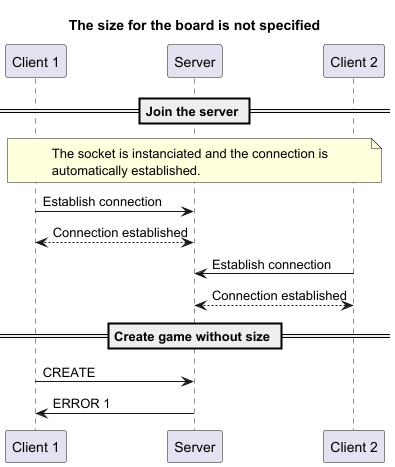 The size for the board is not specified
Client 1 Server Client 2
Join the server
The socket is instanciated and the connection is
automatically established.
Establish connection
Connection established
Establish connection
Connection established
Create game without size
CREATE
ERROR 1
Client 1 Server Client 2